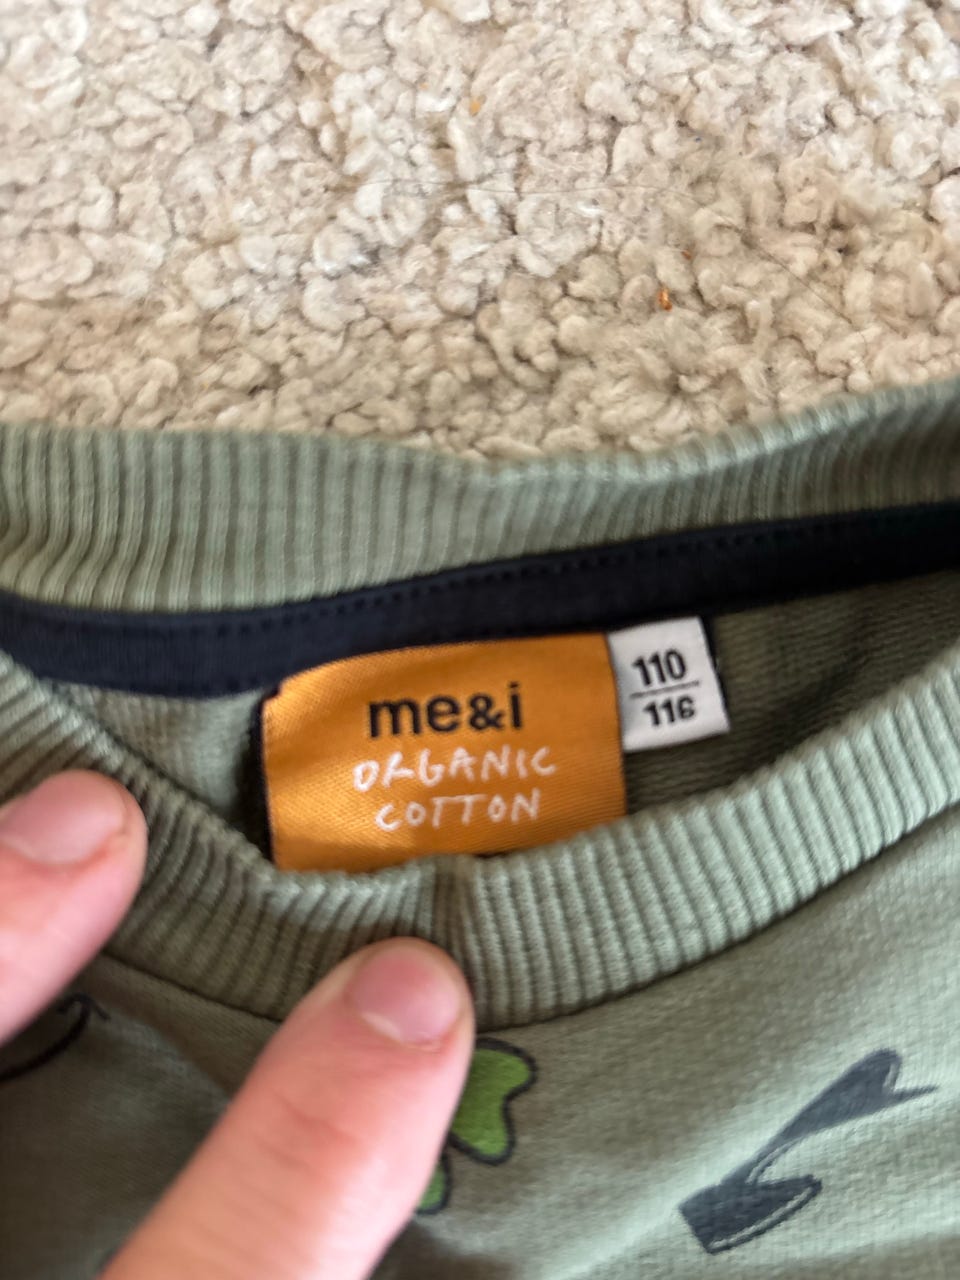 me&i
ORGANIC
COTTON
110
116